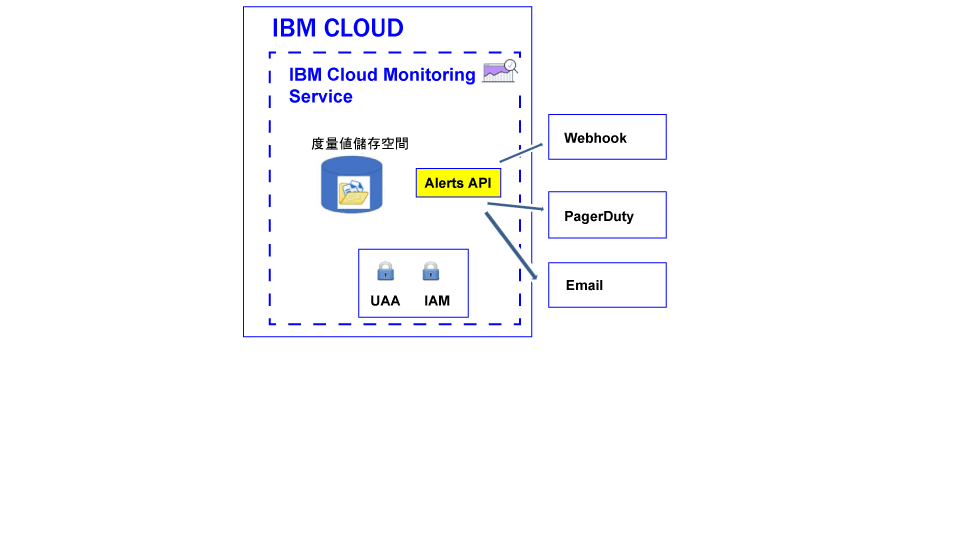 IBM CLOUD
IBM Cloud Monitoring
Service
度量值儲存空間
Alerts API
Webhook
PagerDuty
Email
UAA
IAM